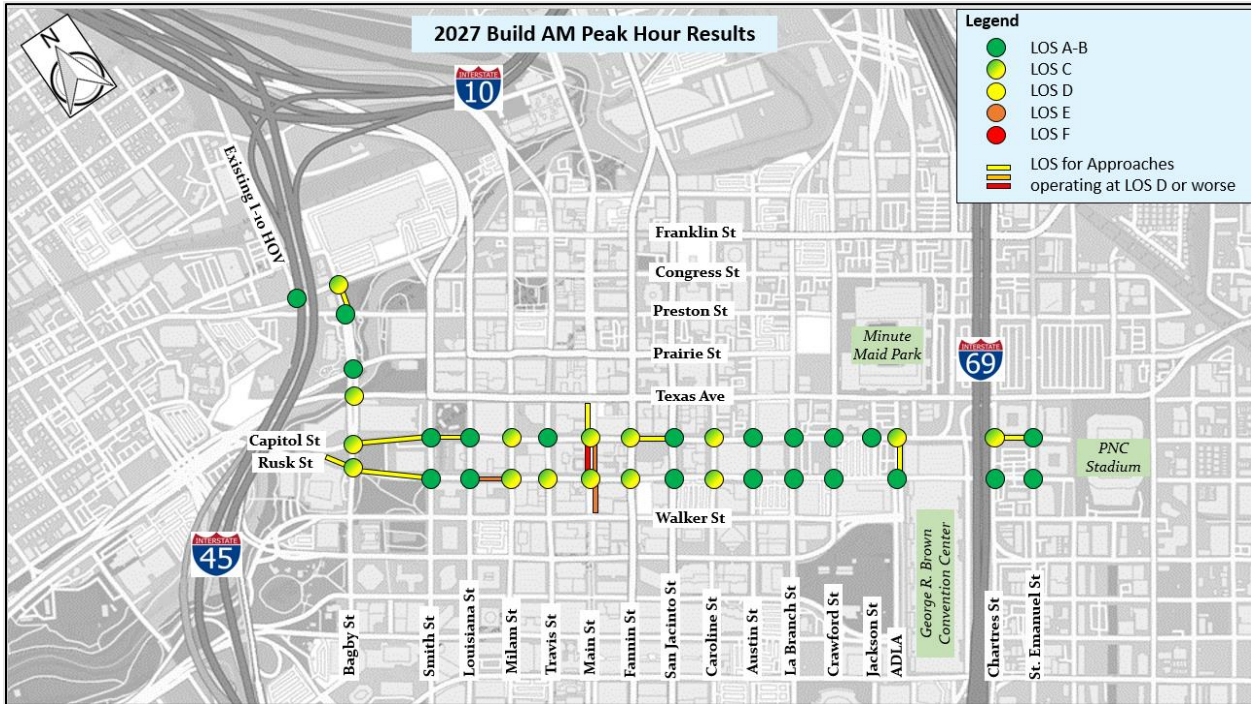 2027 Build AM Peak Hour Results
Legend
LOS A-B
LOS C
LOS D
LOS E
LOS F
LOS for Approaches
operating at LOS D or worse
N
INTERSTATE
10
Existing I-10 HOV
Franklin St
Congress St
Preston St
Prairie St
Texas Ave
Minute
Maid Park
INTERSTATE
69
Capitol St
Rusk St
PNC
Stadium
Walker St
INTERSTATE
45
Bagby St
Smith St
Louisiana St
Milam St
Travis St
Main St
Fannin St
San Jacinto St
Caroline St
Austin St
La Branch St
Crawford St
Jackson St
ADLA
George R. Brown
Convention Center
Chartres St
St. Emanuel St